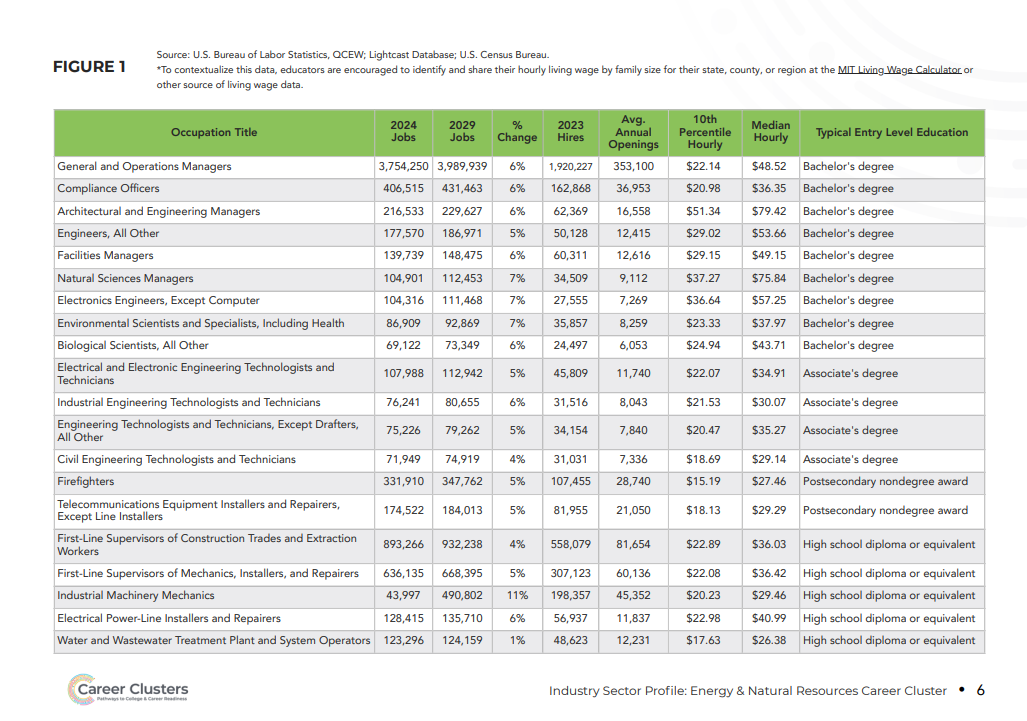 FIGURE 1
Source: U.S. Bureau of Labor Statistics, QCEW; Lightcast Database; U.S. Census Bureau.
*To contextualize this data, educators are encouraged to identify and share their hourly living wage by family size for their state, county, or region at the MIT Living Wage Calculator or
other source of living wage data.
Occupation Title 2024 Jobs 2029 Jobs % Change 2023 Hires Avg. Annual Openings 10th Percentile Hourly Median Hourly Typical Entry Level Education
General and Operations Managers 3,754,250 3,989,939 6% 1,920,227 353,100 $22.14 $48.52 Bachelor's degree
Compliance Officers 406,515 431,463 6% 162,868 36,953 $20.98 $36.35 Bachelor's degree
Architectural and Engineering Managers 216,533 229,627 6% 62,369 16,558 $51.34 $79.42 Bachelor's degree
Engineers, All Other 177,570 186,971 5% 50,128 12,415 $29.02 $53.66 Bachelor's degree
Facilities Managers 139,739 148,475 6% 60,311 12,616 $29.15 $49.15 Bachelor's degree
Natural Sciences Managers 104,901 112,453 7% 34,509 9,112 $37.27 $75.84 Bachelor's degree
Electronics Engineers, Except Computer 104,316 111,468 7% 27,555 7,269 $36.64 $57.25 Bachelor's degree
Environmental Scientists and Specialists, Including Health 86,909 92,869 7% 35,857 8,259 $23.33 $37.97 Bachelor's degree
Biological Scientists, All Other 69,122 73,349 6% 24,497 6,053 $24.94 $43.71 Bachelor's degree
Electrical and Electronic Engineering Technologists and
Technicians 107,988 112,942 5% 45,809 11,740 $22.07 $34.91 Associate's degree
Industrial Engineering Technologists and Technicians 76,241 80,655 6% 31,516 8,043 $21.53 $30.07 Associate's degree
Engineering Technologists and Technicians, Except Drafters,
All Other 75,226 79,262 5% 34,154 7,840 $20.47 $35.27 Associate's degree
Civil Engineering Technologists and Technicians 71,949 74,919 4% 31,031 7,336 $18.69 $29.14 Associate's degree
Firefighters 331,910 347,762 5% 107,455 28,740 $15.19 $27.46 Postsecondary nondegree award
Telecommunications Equipment Installers and Repairers,
Except Line Installers 174,522 184,013 5% 81,955 21,050 $18.13 $29.29 Postsecondary nondegree award
First-Line Supervisors of Construction Trades and Extraction
Workers 893,266 932,238 4% 558,079 81,654 $22.89 $36.03 High school diploma or equivalent
First-Line Supervisors of Mechanics, Installers, and Repairers 636,135 668,395 5% 307,123 60,136 $22.08 $36.42 High school diploma or equivalent
Industrial Machinery Mechanics 43,997 490,802 11% 198,357 45,352 $20.23 $29.46 High school diploma or equivalent
Electrical Power-Line Installers and Repairers 128,415 135,710 6% 56,937 11,837 $22.98 $40.99 High school diploma or equivalent
Water and Wastewater Treatment Plant and System Operators 123,296 124,159 1% 48,623 12,231 $17.63 $26.38 High school diploma or equivalent
Career Clusters
Pathways to College & Career Readiness
Industry Sector Profile: Energy & Natural Resources Career Cluster • 6